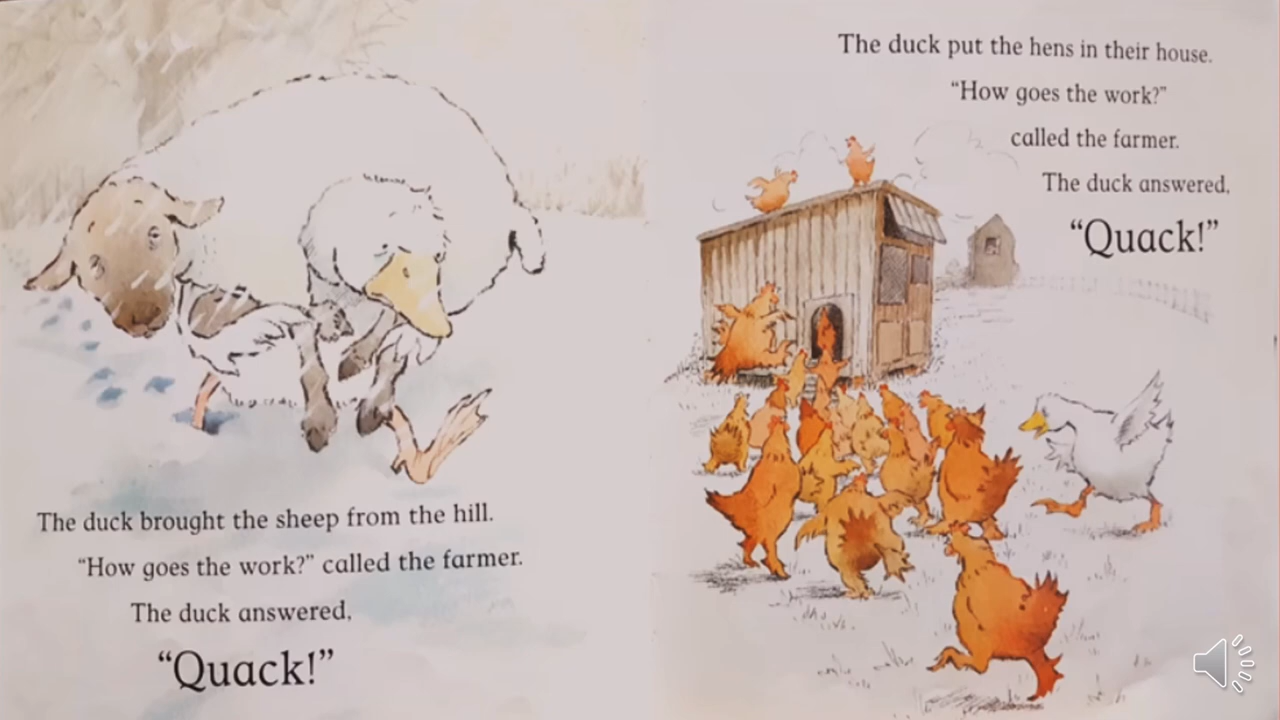 The duck brought the sheep from the hill.
“How goes the work?” called the farmer.
The duck answered,
“Quack!”
The duck put the hens in their house.
“How goes the work?”
called the farmer.
The duck answered,
“Quack!”